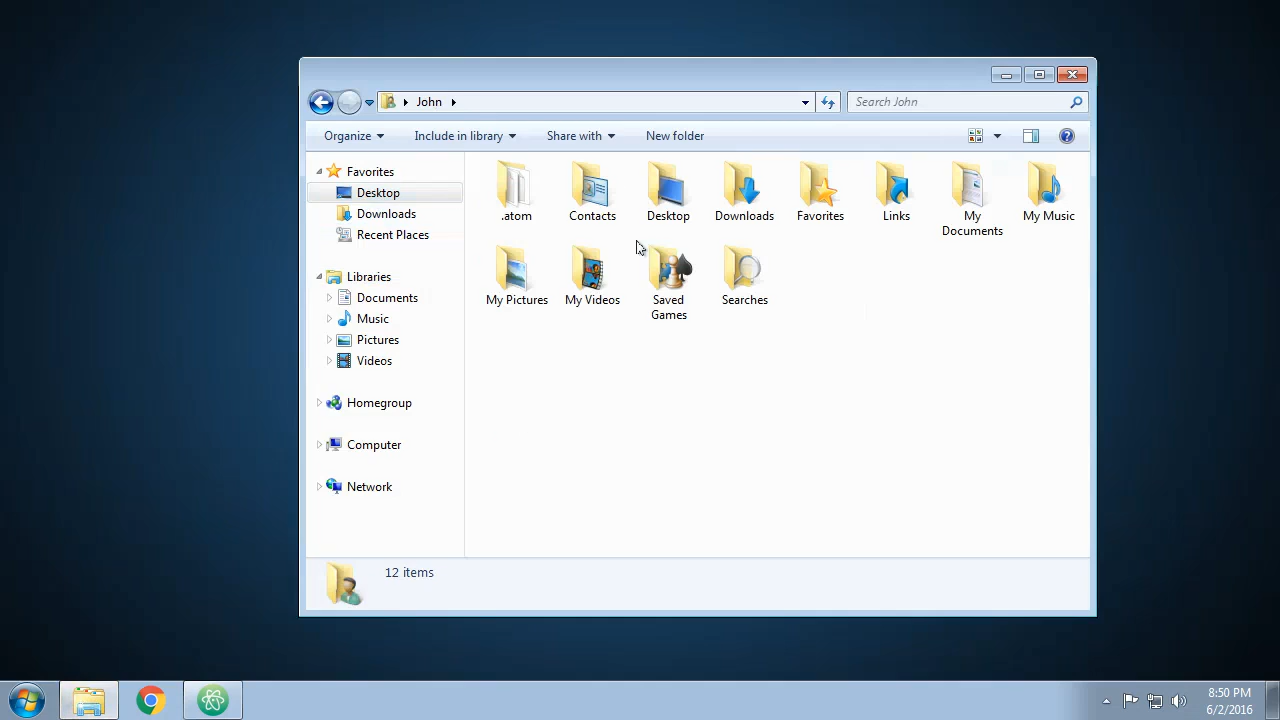 John
Search John
Organize
Include in library
Share with
New folder
Favorites
Desktop
Downloads
Recent Places
Libraries
Documents
Music
Pictures
Videos
Homegroup
Computer
Network
.atom
Contacts
Desktop
Downloads
Favorites
Links
My
Documents
My Music
My Pictures
My Videos
Saved
Games
Searches
12 items
8:50 PM
6/2/2016